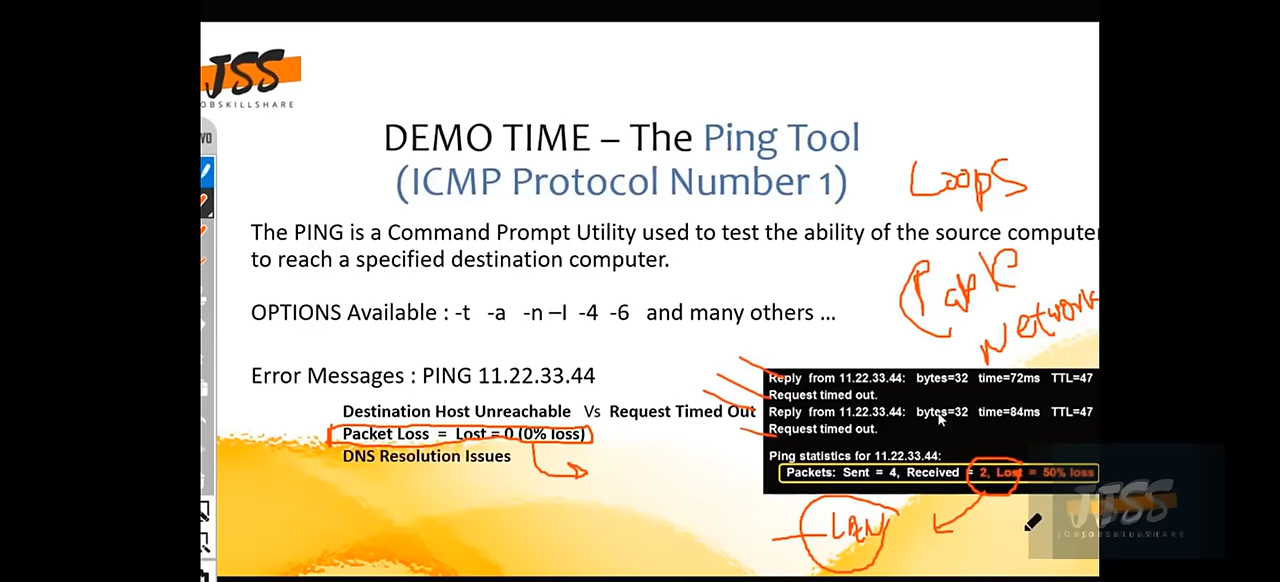 JSS
OBSKILLSHARE
DEMO TIME – The Ping Tool
(ICMP Protocol Number 1)
Loops
The PING is a Command Prompt Utility used to test the ability of the source computer
to reach a specified destination computer.
Network
OPTIONS Available : -t -a -n –l -4 -6 and many others ...
Error Messages : PING 11.22.33.44
Destination Host Unreachable Vs Request Timed Out
Packet Loss = Lost = 0 (0% loss)
DNS Resolution Issues
Reply from 11.22.33.44: bytes=32 time=72ms TTL=47
Request timed out.
Reply from 11.22.33.44: bytes=32 time=84ms TTL=47
Request timed out.
Ping statistics for 11.22.33.44:
Packets: Sent = 4, Received = 2, Lost = 50% loss
LAN
JSS